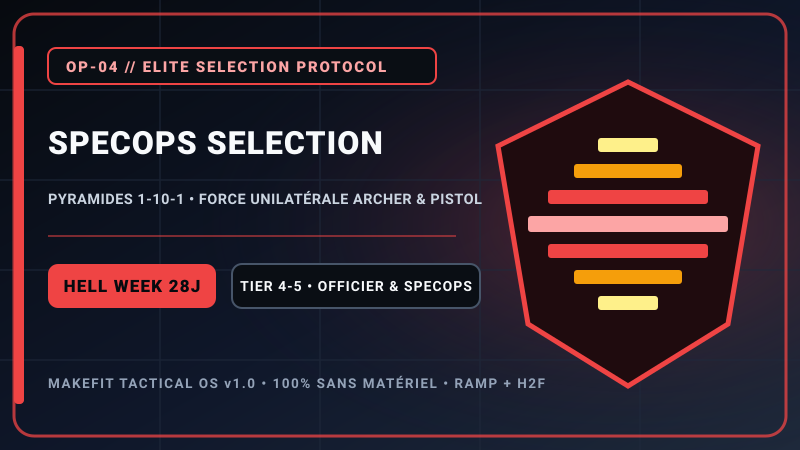 OP-04 // ELITE SELECTION PROTOCOL
SPECOPS SELECTION
PYRAMIDES 1-10-1 • FORCE UNILATÉRALE ARCHER & PISTOL
HELL WEEK 28J
TIER 4-5 • OFFICIER & SPECOPS
MAKEFIT TACTICAL OS v1.0 • 100% SANS MATÉRIEL • RAMP + H2F